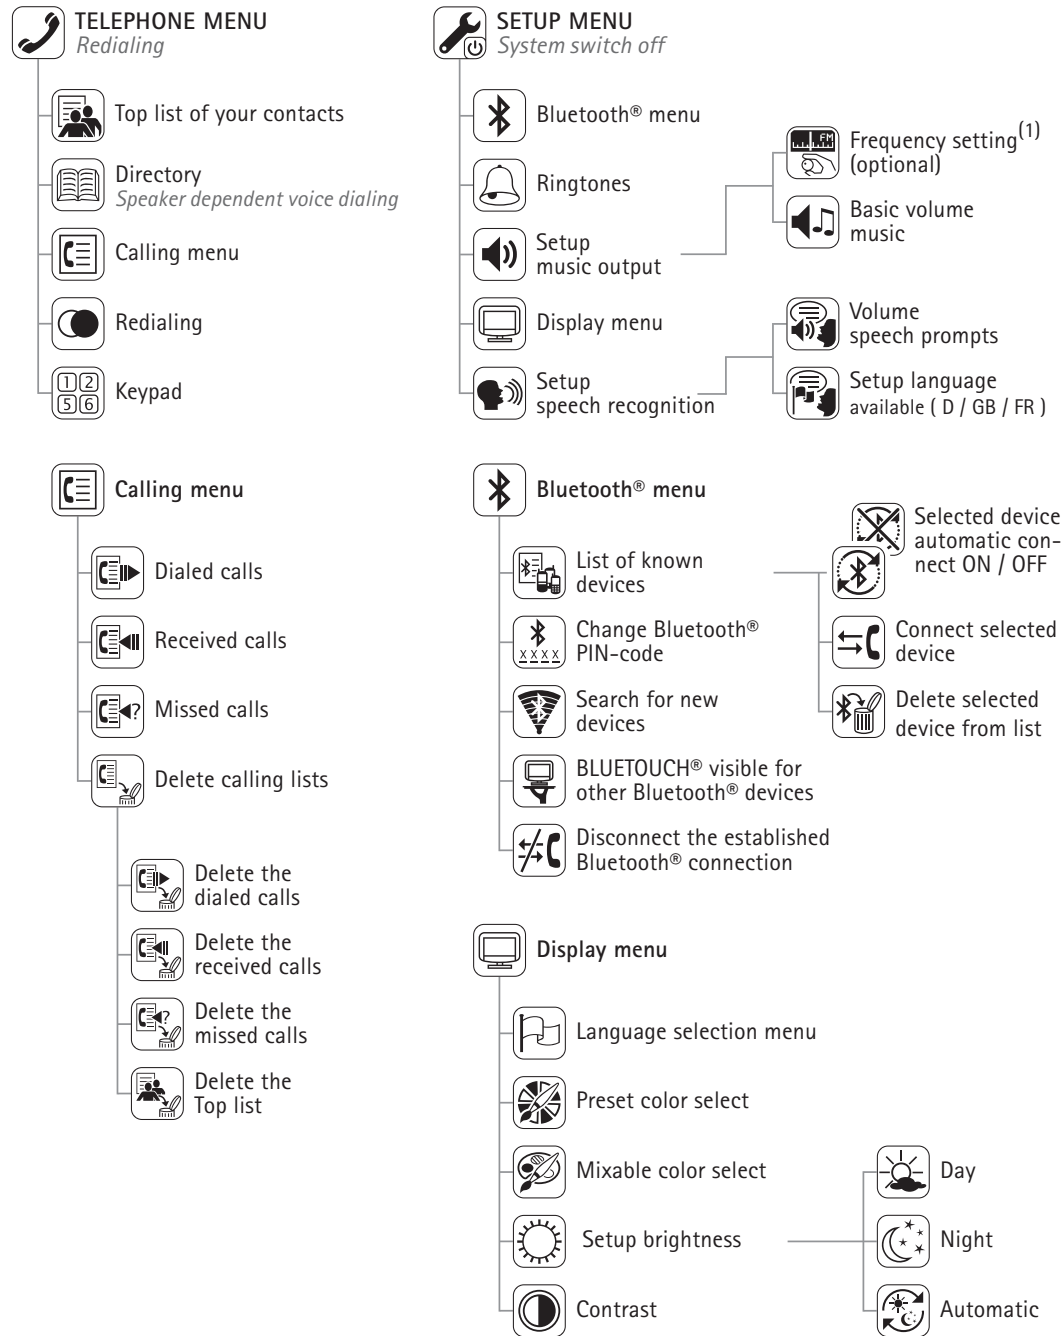 TELEPHONE MENU
Redialing
Top list of your contacts
Directory
Speaker dependent voice dialing
Calling menu
Redialing
1 2
5 6
Keypad
SETUP MENU
System switch off
Bluetooth® menu
Ringtones
Setup
music output
Display menu
Setup
speech recognition
FM
Frequency setting(1)
(optional)
Basic volume
music
Volume
speech prompts
Setup language
available ( D / GB / FR )
Calling menu
Dialed calls
Received calls
?
Missed calls
Delete calling lists
Delete the
dialed calls
Delete the
received calls
?
Delete the
missed calls
Delete the
Top list
Bluetooth® menu
List of known
devices
x x x x
Change Bluetooth®
PIN-code
Search for new
devices
BLUETOUCH® visible for
other Bluetooth® devices
Disconnect the established
Bluetooth® connection
Selected device
automatic con-
nect ON / OFF
Connect selected
device
Delete selected
device from list
Display menu
Language selection menu
Preset color select
Mixable color select
Setup brightness
Contrast
Day
Night
Automatic